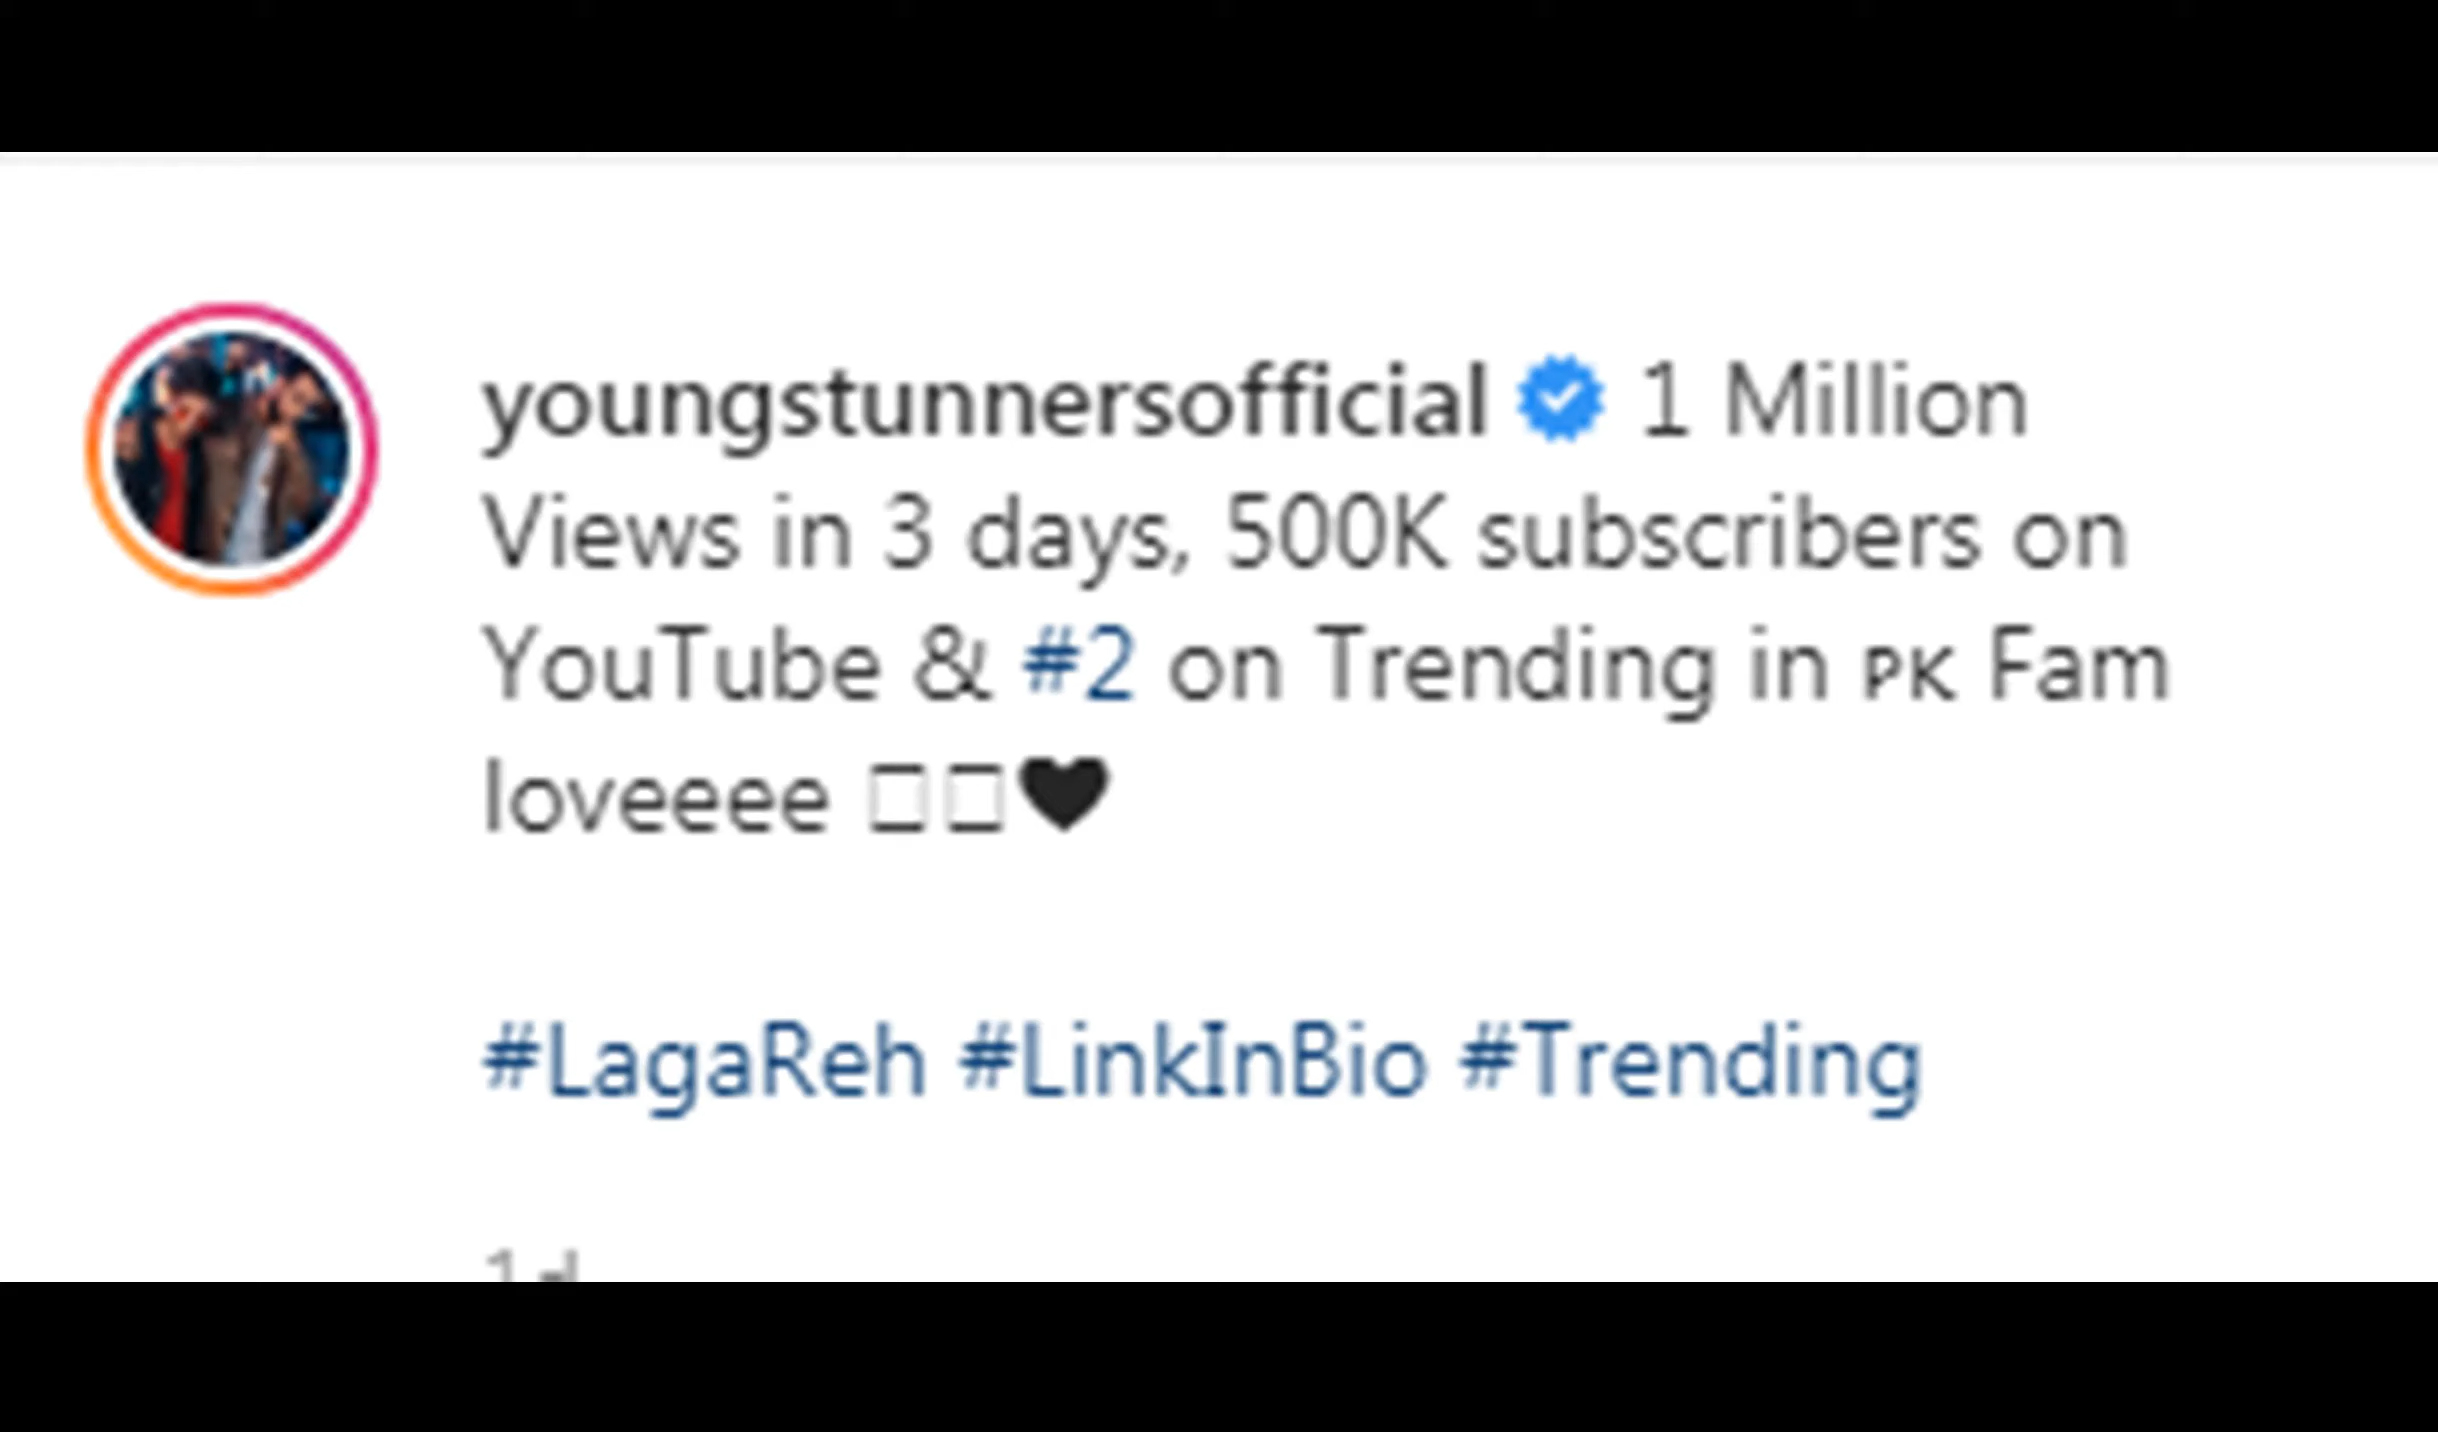 youngstunnersofficial 1 Million
Views in 3 days, 500K subscribers on
YouTube & #2 on Trending in PK Fam
loveeee □□🖤
#LagaReh #LinkInBio #Trending
1d